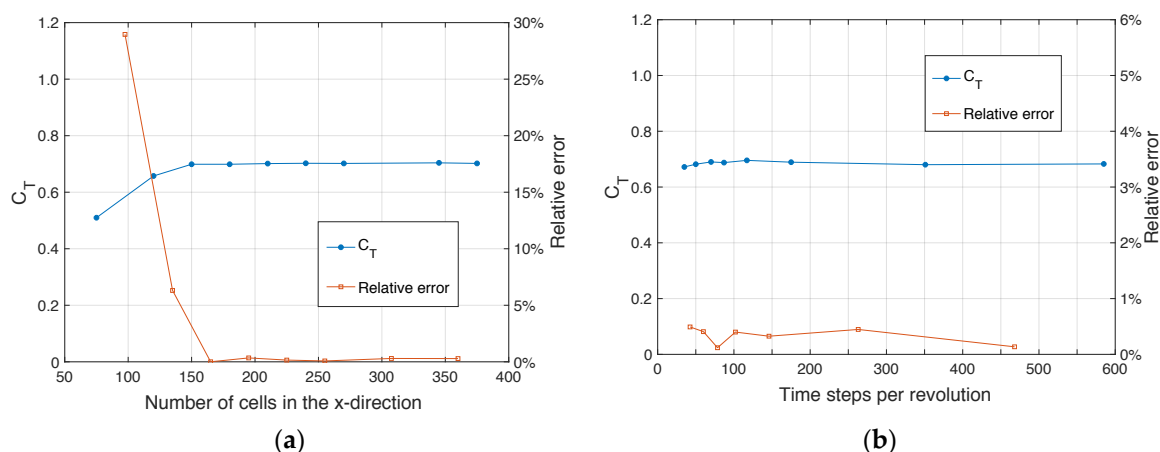 1.2
1.0
0.8
0.6
0.4
0.2
0
C_T
30%
25%
20%
15%
10%
5%
0%
Relative error
C_T
Relative error
50 100 150 200 250 300 350 400
Number of cells in the x-direction
(a)
1.2
1.0
0.8
0.6
0.4
0.2
0
C_T
6%
5%
4%
3%
2%
1%
0%
Relative error
C_T
Relative error
0 100 200 300 400 500 600
Time steps per revolution
(b)